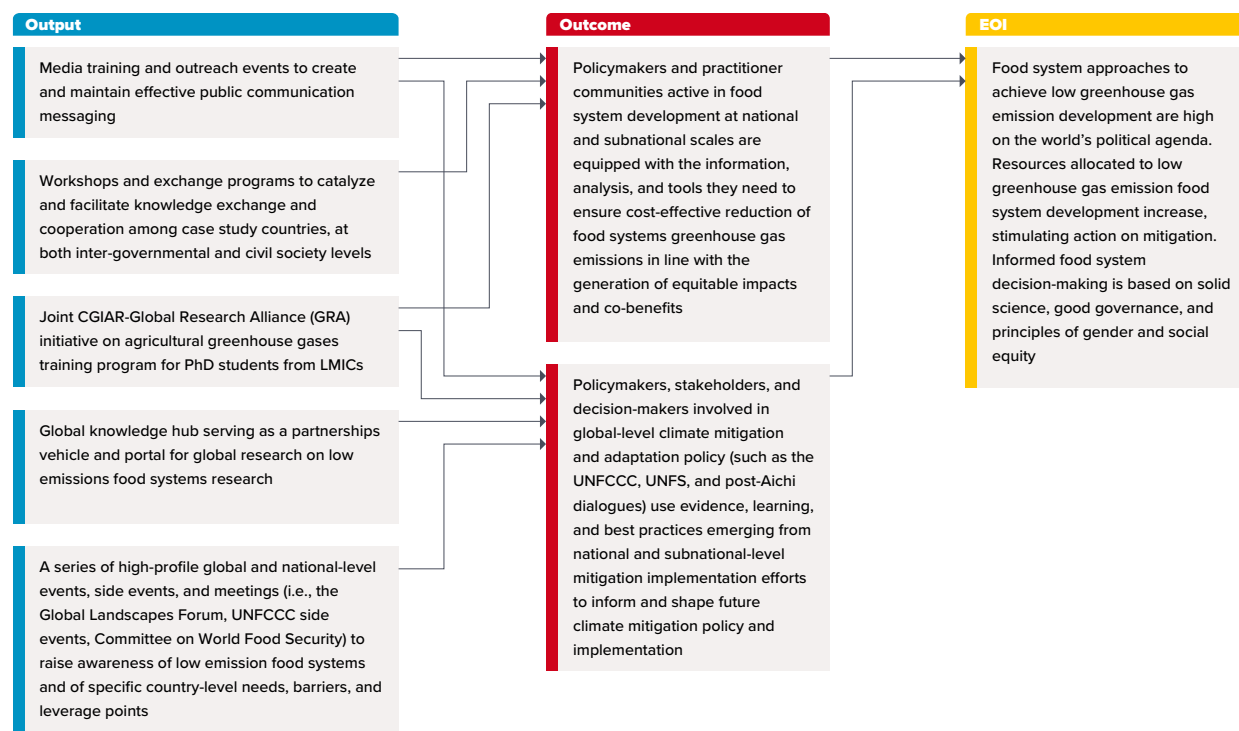 Output
Media training and outreach events to create
and maintain effective public communication
messaging
Workshops and exchange programs to catalyze
and facilitate knowledge exchange and
cooperation among case study countries, at
both inter-governmental and civil society levels
Joint CGIAR-Global Research Alliance (GRA)
initiative on agricultural greenhouse gases
training program for PhD students from LMICs
Global knowledge hub serving as a partnerships
vehicle and portal for global research on low
emissions food systems research
A series of high-profile global and national-level
events, side events, and meetings (i.e., the
Global Landscapes Forum, UNFCCC side
events, Committee on World Food Security) to
raise awareness of low emission food systems
and of specific country-level needs, barriers, and
leverage points
Outcome
Policymakers and practitioner
communities active in food
system development at national
and subnational scales are
equipped with the information,
analysis, and tools they need to
ensure cost-effective reduction of
food systems greenhouse gas
emissions in line with the
generation of equitable impacts
and co-benefits
Policymakers, stakeholders, and
decision-makers involved in
global-level climate mitigation
and adaptation policy (such as the
UNFCCC, UNFS, and post-Aichi
dialogues) use evidence, learning,
and best practices emerging from
national and subnational-level
mitigation implementation efforts
to inform and shape future
climate mitigation policy and
implementation
EOI
Food system approaches to
achieve low greenhouse gas
emission development are high
on the world's political agenda.
Resources allocated to low
greenhouse gas emission food
system development increase,
stimulating action on mitigation.
Informed food system
decision-making is based on solid
science, good governance, and
principles of gender and social
equity